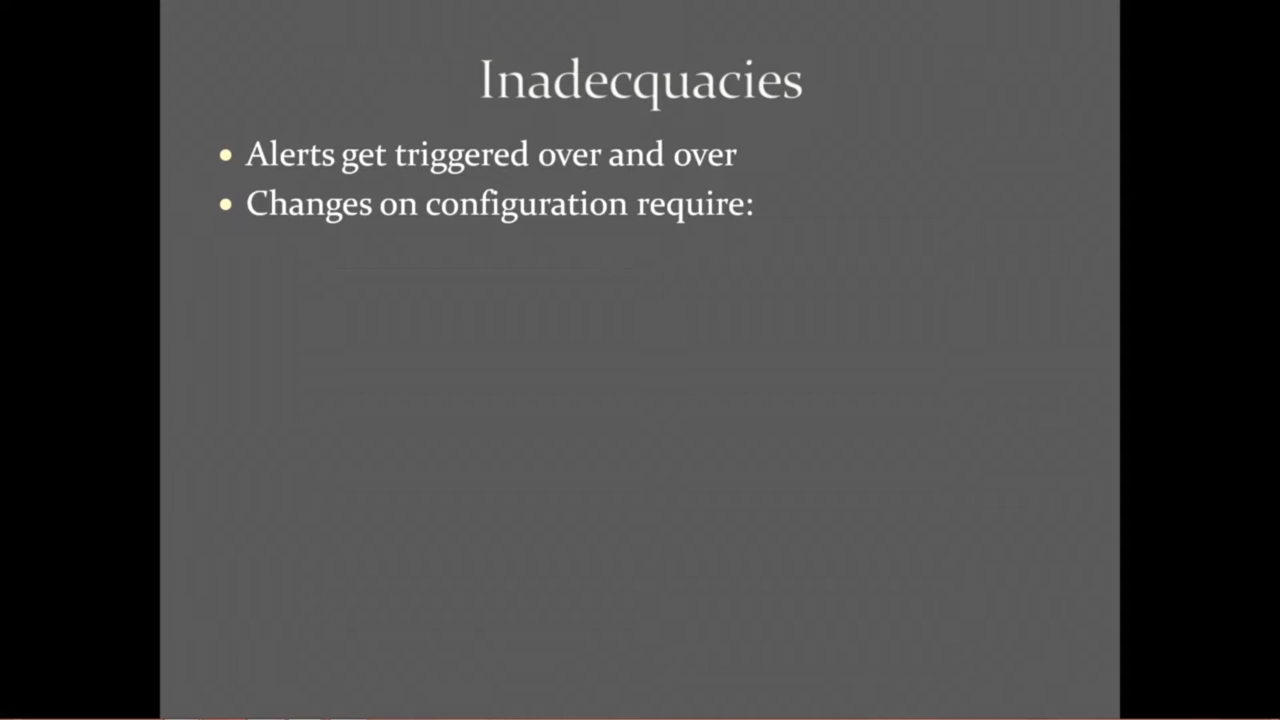 Inadecquacies
• Alerts get triggered over and over
• Changes on configuration require: